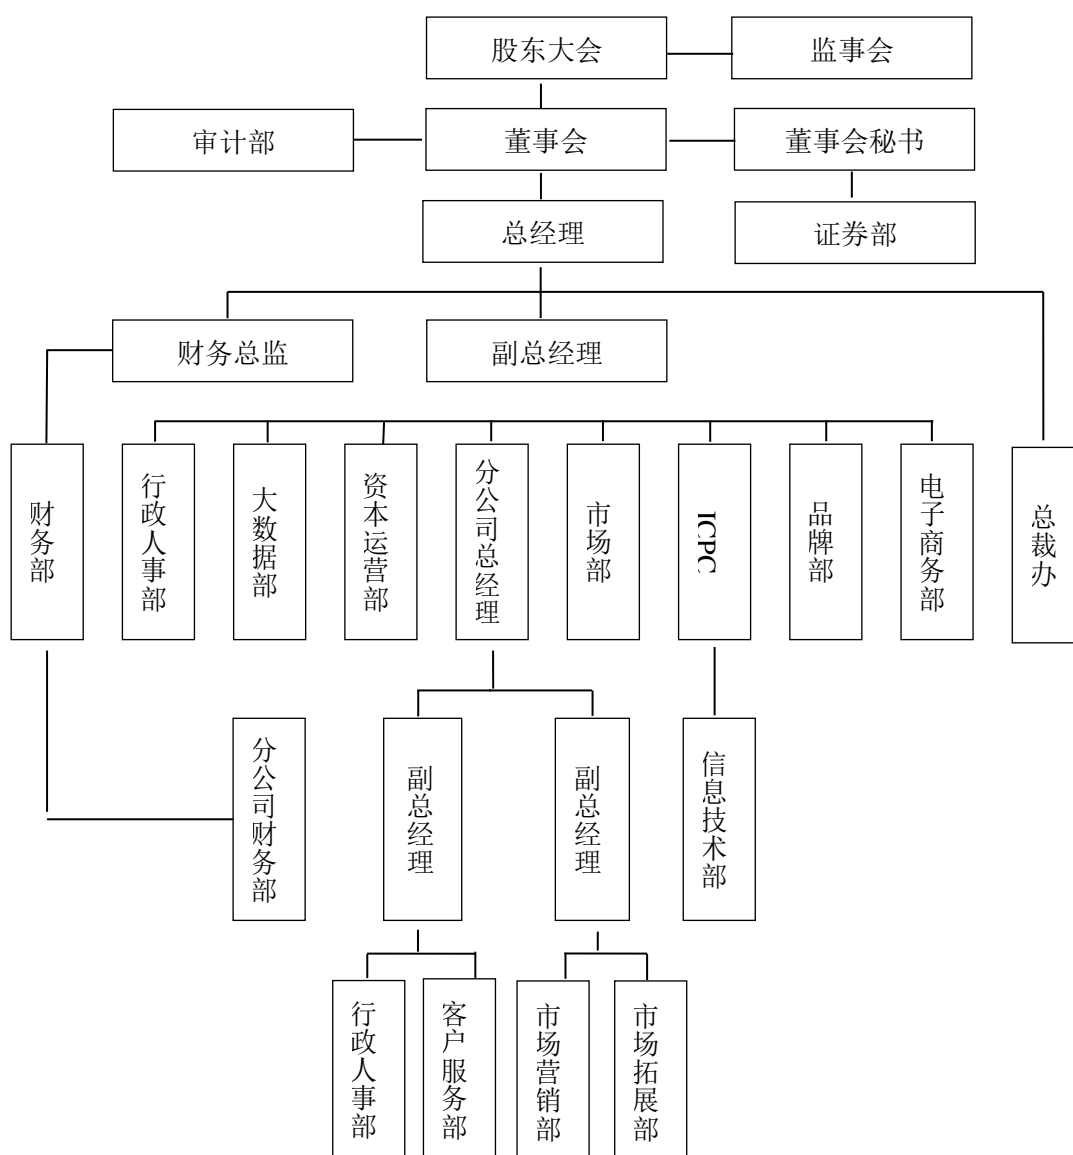 股东大会
监事会
审计部
董事会
董事会秘书
总经理
证券部
财务总监
副总经理
财务部
行政人事部
大数据部
资本运营部
分公司总经理
市场部
ICPC
品牌部
电子商务部
总裁办
分公司财务部
副总经理
副总经理
信息技术部
行政人事部
客户服务部
市场营销部
市场拓展部